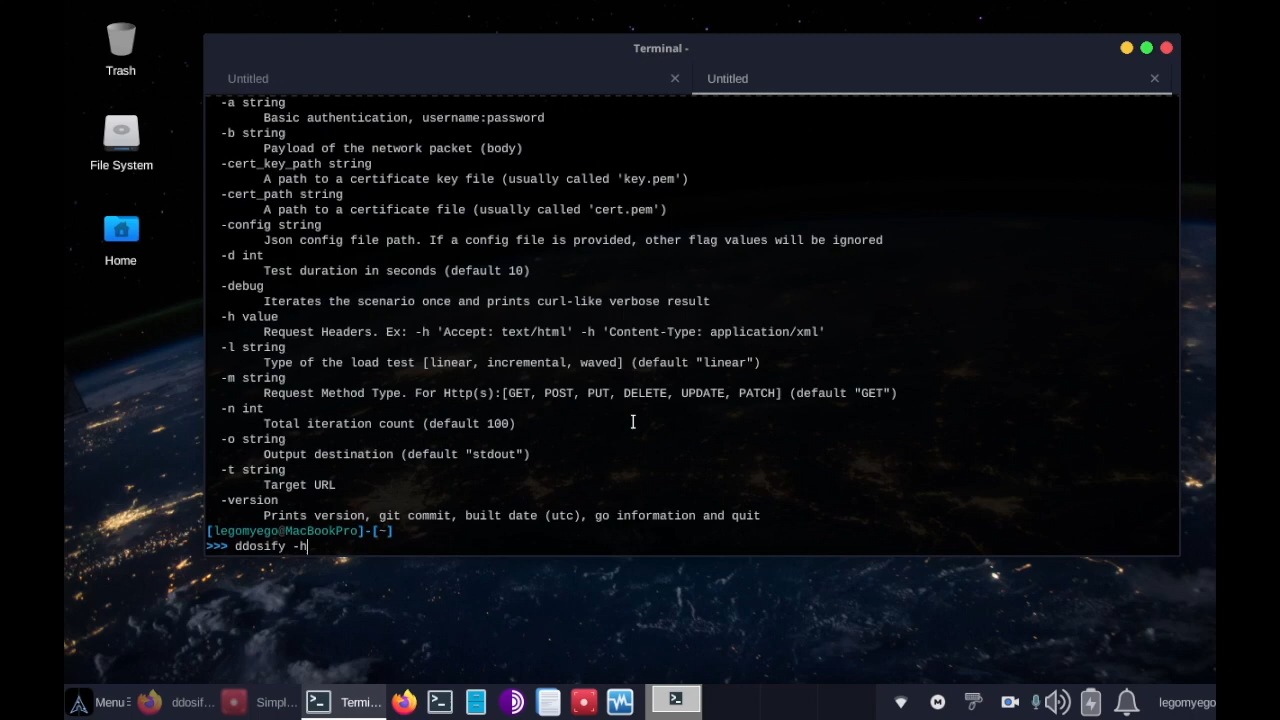 Trash
File System
Home
Terminal -
Untitled
Untitled
-a string
Basic authentication, username:password
-b string
Payload of the network packet (body)
-cert_key_path string
A path to a certificate key file (usually called 'key.pem')
-cert_path string
A path to a certificate file (usually called 'cert.pem')
-config string
Json config file path. If a config file is provided, other flag values will be ignored
-d int
Test duration in seconds (default 10)
-debug
Iterates the scenario once and prints curl-like verbose result
-h value
Request Headers. Ex: -h 'Accept: text/html' -h 'Content-Type: application/xml'
-l string
Type of the load test [linear, incremental, waved] (default "linear")
-m string
Request Method Type. For Http(s):[GET, POST, PUT, DELETE, UPDATE, PATCH] (default "GET")
-n int
Total iteration count (default 100)
-o string
Output destination (default "stdout")
-t string
Target URL
-version
Prints version, git commit, built date (utc), go information and quit
[legomyego@MacBookPro]-[~]
>>> ddosify -h
Menu ddosif... Simpl... Termi... M legomyego